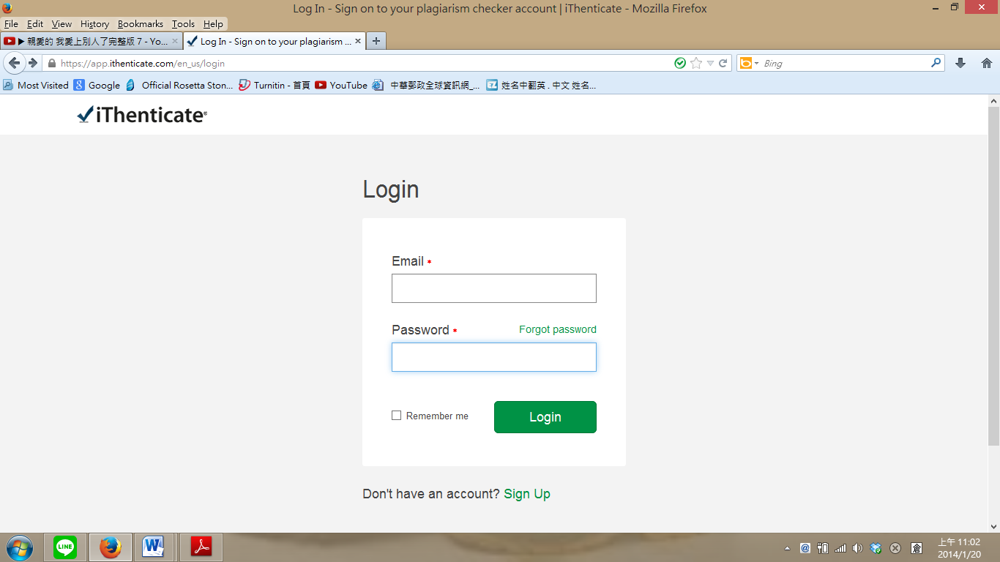 Log In - Sign on to your plagiarism checker account | iThenticate - Mozilla Firefox
File Edit View History Bookmarks Tools Help
▶ 親愛的 我愛上別人了完整版 7 - Yo... × Log In - Sign on to your plagiarism ... × +
https://app.ithenticate.com/en_us/login Bing
Most Visited Google Official Rosetta Ston... Turnitin - 首頁 YouTube 中華郵政全球資訊網_... 姓名中翻英 . 中文 姓名...
iThenticate®
Login
Email *
Password * Forgot password
Remember me Login
Don't have an account? Sign Up
LINE 倉 上午 11:02
2014/1/20